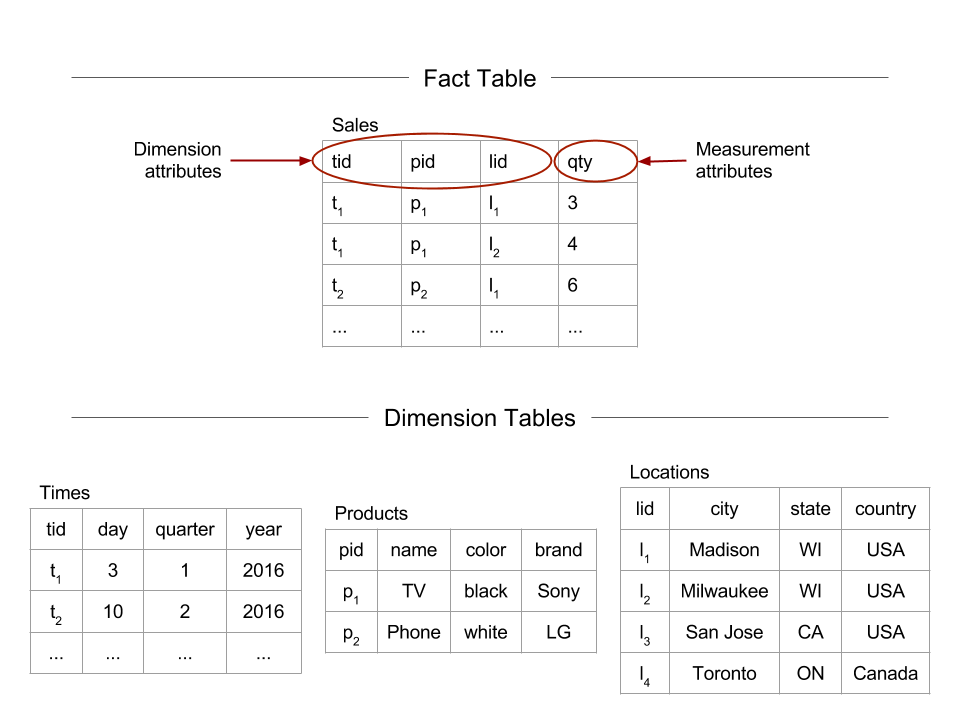 Fact Table
Sales
Dimension attributes
Measurement attributes
tid pid lid qty
t1 p1 l1 3
t1 p1 l2 4
t2 p2 l1 6
... ... ... ...
Dimension Tables
Times
tid day quarter year
t1 3 1 2016
t2 10 2 2016
... ... ... ...
Products
pid name color brand
p1 TV black Sony
p2 Phone white LG
Locations
lid city state country
l1 Madison WI USA
l2 Milwaukee WI USA
l3 San Jose CA USA
l4 Toronto ON Canada